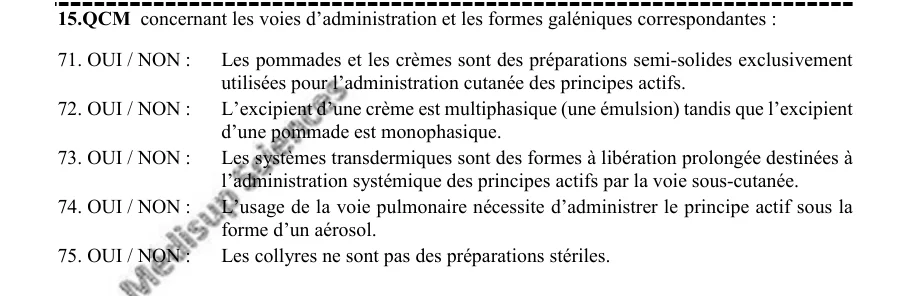 15.QCM concernant les voies d’administration et les formes galéniques correspondantes :
71. OUI / NON : Les pommades et les crèmes sont des préparations semi-solides exclusivement
utilisées pour l’administration cutanée des principes actifs.
72. OUI / NON : L’excipient d’une crème est multiphasique (une émulsion) tandis que l’excipient
d’une pommade est monophasique.
73. OUI / NON : Les systèmes transdermiques sont des formes à libération prolongée destinées à
l’administration systémique des principes actifs par la voie sous-cutanée.
74. OUI / NON : L’usage de la voie pulmonaire nécessite d’administrer le principe actif sous la
forme d’un aérosol.
75. OUI / NON : Les collyres ne sont pas des préparations stériles.
Medisup Sciences